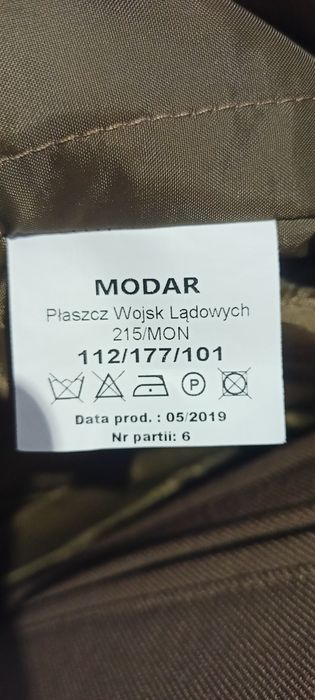 MODAR
Płaszcz Wojsk Lądowych
215/MON
112/177/101
P
Data prod. : 05/2019
Nr partii: 6